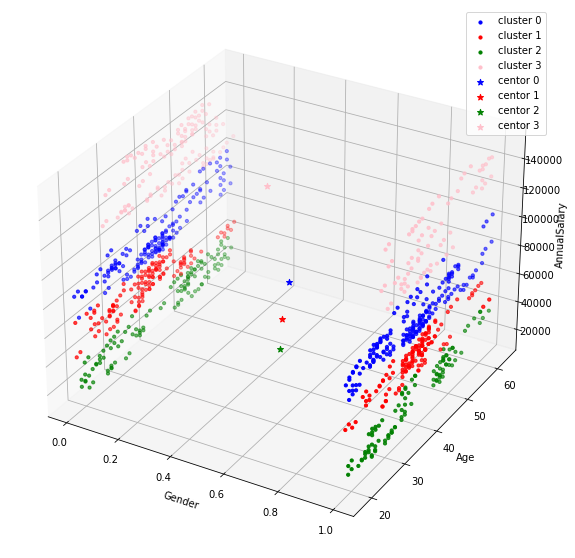 cluster 0
cluster 1
cluster 2
cluster 3
centor 0
centor 1
centor 2
centor 3
140000
120000
100000
80000
60000
40000
20000
AnnualSalary
0.0
0.2
0.4
0.6
0.8
1.0
Gender
20
30
40
50
60
Age